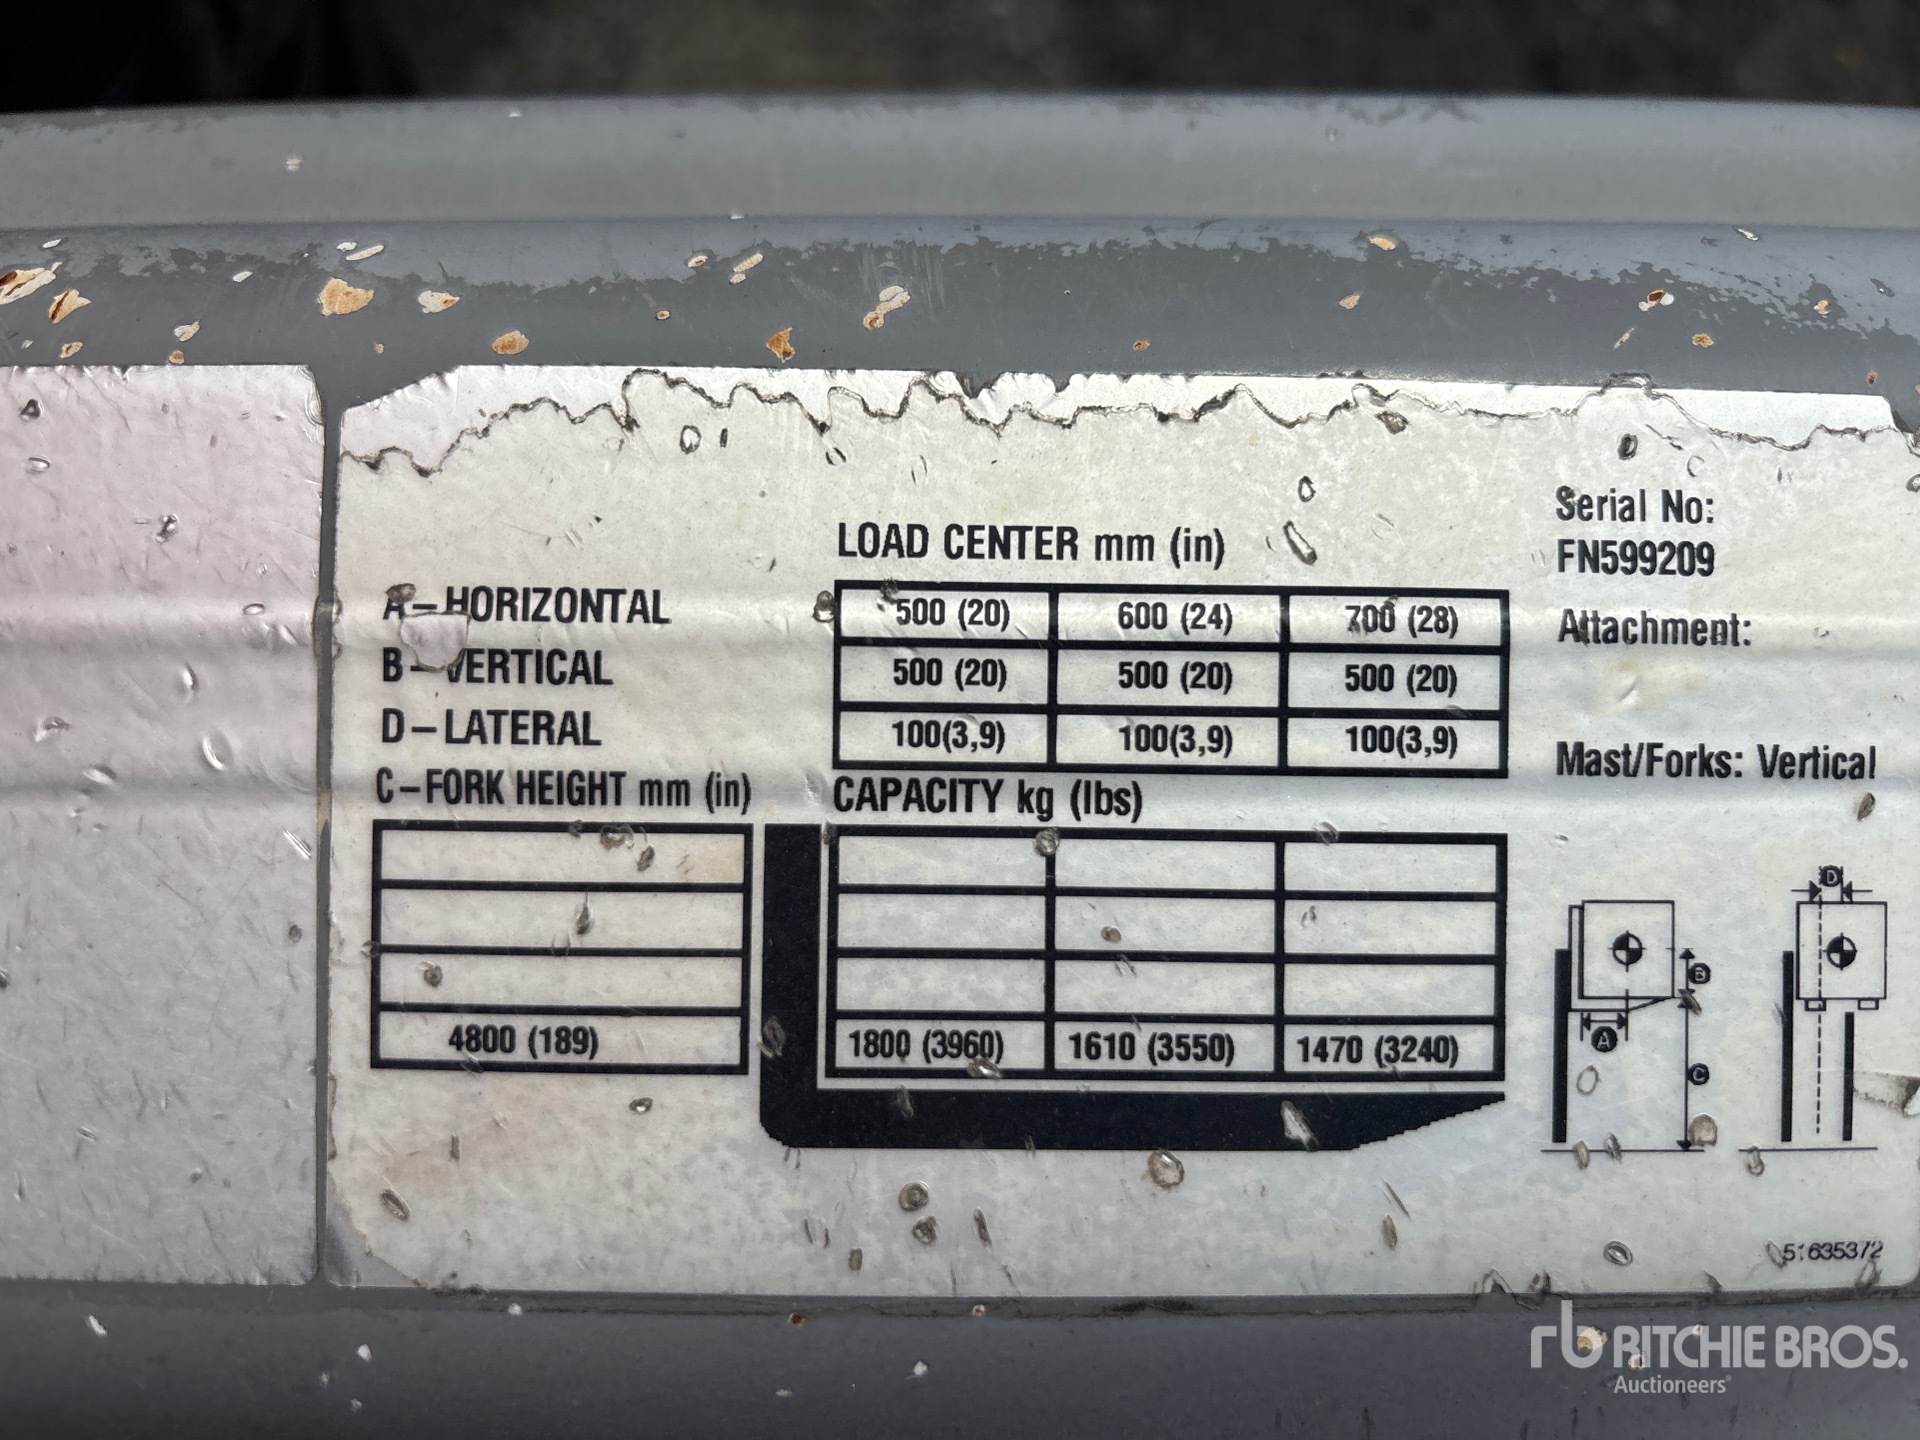 LOAD CENTER mm (in)
A-HORIZONTAL 500 (20) 600 (24) 700 (28)
B-VERTICAL 500 (20) 500 (20) 500 (20)
D-LATERAL 100(3,9) 100(3,9) 100(3,9)
C-FORK HEIGHT mm (in) CAPACITY kg (lbs)
4800 (189) 1800 (3960) 1610 (3550) 1470 (3240)
Serial No:
FN599209
Attachment:
Mast/Forks: Vertical
D
B
A
C
51635372
rb RITCHIE BROS.
Auctioneers